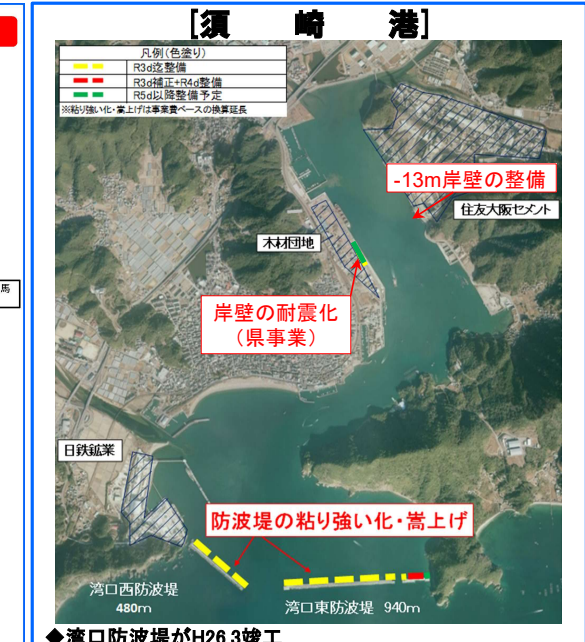 [須崎港]
凡例(色塗り)
R3d迄整備
R3d補正+R4d整備
R5d以降整備予定
※粘り強い化・嵩上げは事業費ベースの換算延長
-13m岸壁の整備
住友大阪セメント
木材団地
馬
岸壁の耐震化
(県事業)
日鉄鉱業
防波堤の粘り強い化・嵩上げ
湾口西防波堤
480m
湾口東防波堤 940m
◆湾口防波堤がH26.3竣工